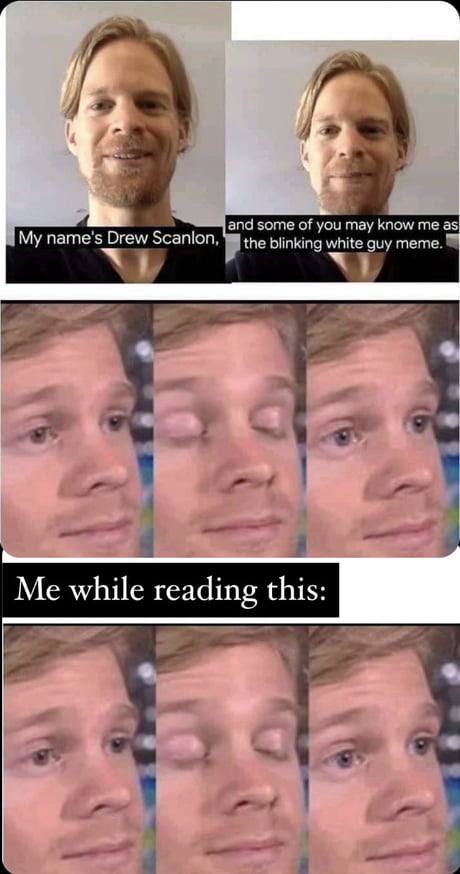 My name's Drew Scanlon,
and some of you may know me as
the blinking white guy meme.
Me while reading this: